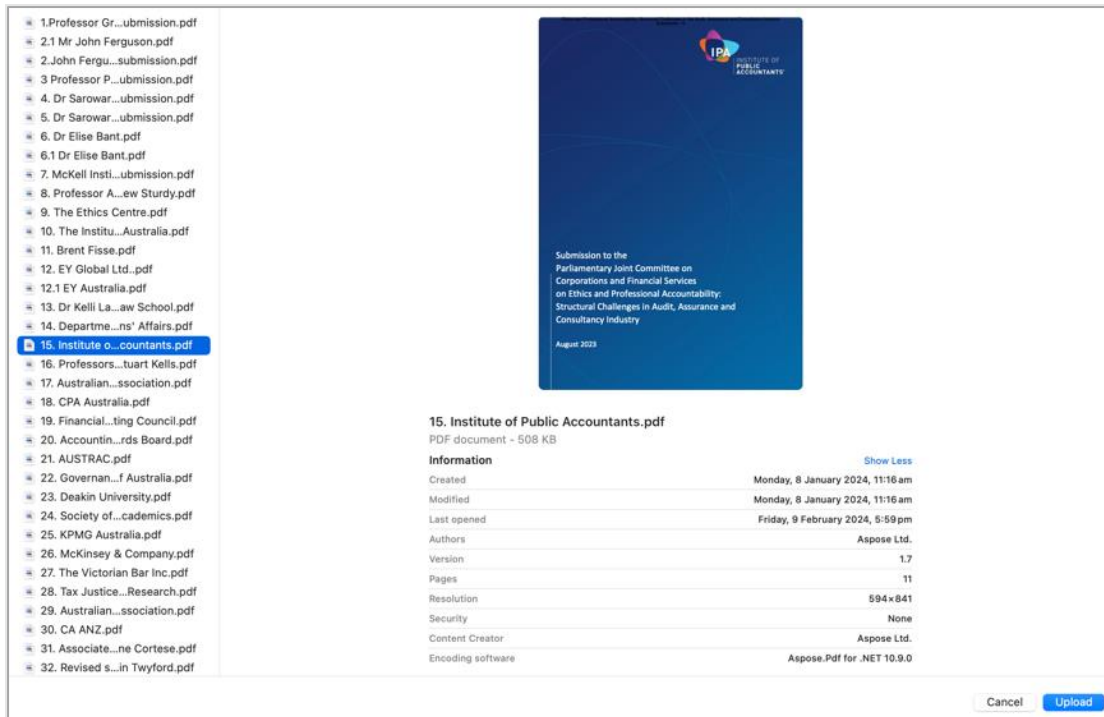 1.Professor Gr...ubmission.pdf
2.1 Mr John Ferguson.pdf
2.John Fergu...submission.pdf
3 Professor P...ubmission.pdf
4. Dr Sarowar...ubmission.pdf
5. Dr Sarowar...ubmission.pdf
6. Dr Elise Bant.pdf
6.1 Dr Elise Bant.pdf
7. McKell Insti...ubmission.pdf
8. Professor A...ew Sturdy.pdf
9. The Ethics Centre.pdf
10. The Institu...Australia.pdf
11. Brent Fisse.pdf
12. EY Global Ltd..pdf
12.1 EY Australia.pdf
13. Dr Kelli La...aw School.pdf
14. Departme...ns' Affairs.pdf
15. Institute o...countants.pdf
16. Professors...tuart Kells.pdf
17. Australian...ssociation.pdf
18. CPA Australia.pdf
19. Financial...ting Council.pdf
20. Accountin...rds Board.pdf
21. AUSTRAC.pdf
22. Governan...f Australia.pdf
23. Deakin University.pdf
24. Society of...cademics.pdf
25. KPMG Australia.pdf
26. McKinsey & Company.pdf
27. The Victorian Bar Inc.pdf
28. Tax Justice...Research.pdf
29. Australian...ssociation.pdf
30. CA ANZ.pdf
31. Associate...ne Cortese.pdf
32. Revised s...in Twyford.pdf
IPA
INSTITUTE OF
PUBLIC
ACCOUNTANTS
Submission to the
Parliamentary Joint Committee on
Corporations and Financial Services
on Ethics and Professional Accountability:
Structural Challenges in Audit, Assurance and
Consultancy Industry
August 2023
15. Institute of Public Accountants.pdf
PDF document - 508 KB
Information Show Less
Created Monday, 8 January 2024, 11:16 am
Modified Monday, 8 January 2024, 11:16 am
Last opened Friday, 9 February 2024, 5:59 pm
Authors Aspose Ltd.
Version 1.7
Pages 11
Resolution 594×841
Security None
Content Creator Aspose Ltd.
Encoding software Aspose.Pdf for .NET 10.9.0
Cancel Upload